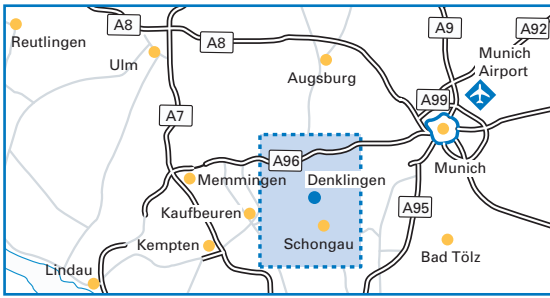 A8
A9
A92
Reutlingen
A8
Ulm
Munich
Airport
Augsburg
A99
A7
A96
Munich
Memmingen
Denklingen
Kaufbeuren
A95
Schongau
Kempten
Bad Tölz
Lindau